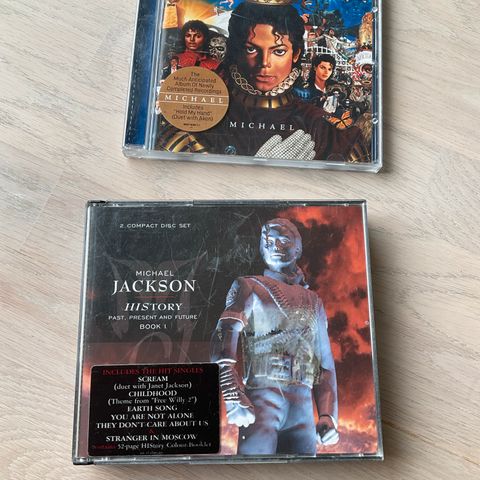 The
Much Anticipated
Album Of Newly
Completed Recordings
MICHAEL
Includes
"Hold My Hand"
(Duet with Akon)
MICHAEL
2 COMPACT DISC SET
MICHAEL
JACKSON
HISTORY
PAST, PRESENT AND FUTURE
BOOK I
INCLUDES THE HIT SINGLES
SCREAM
(duet with Janet Jackson)
CHILDHOOD
(Theme from "Free Willy 2")
EARTH SONG
YOU ARE NOT ALONE
THEY DON'T CARE ABOUT US
&
STRANGER IN MOSCOW
Contains 52-page HIStory Colour Booklet